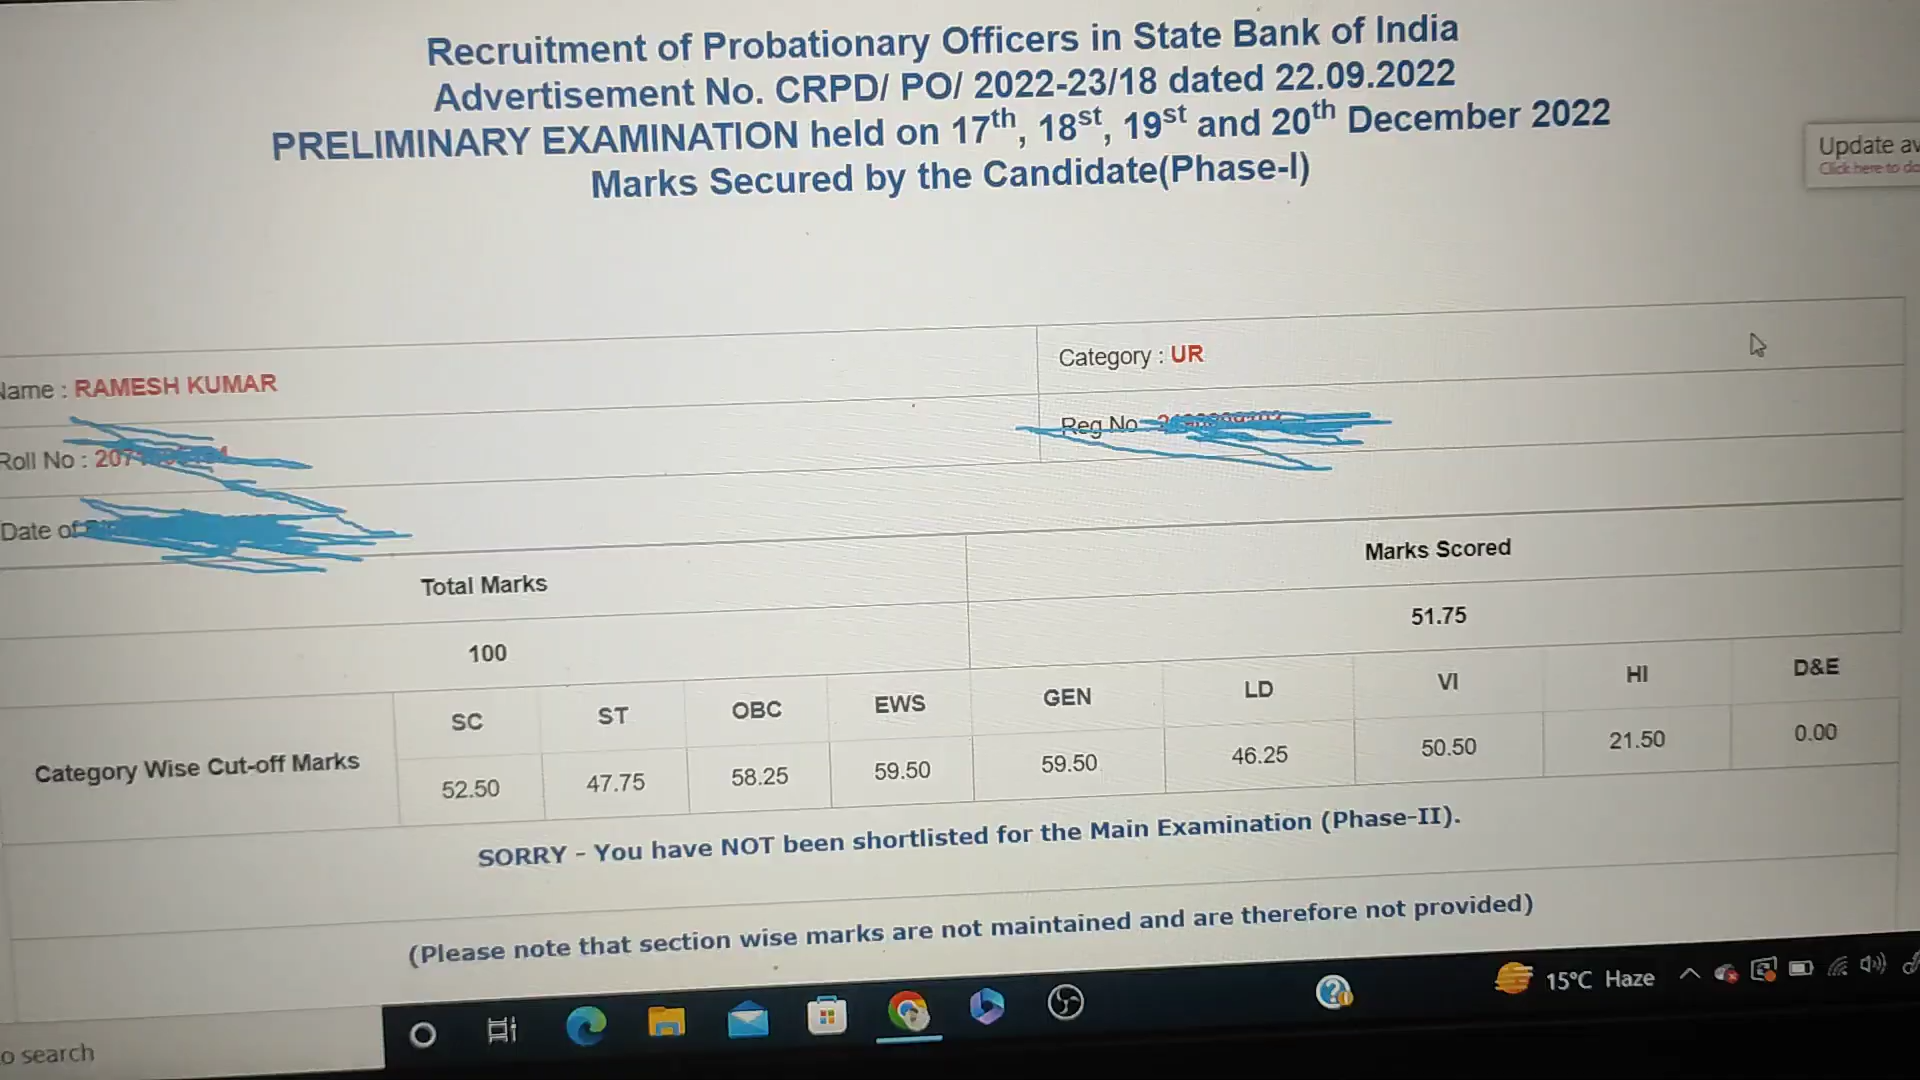 Recruitment of Probationary Officers in State Bank of India
Advertisement No. CRPD/ PO/ 2022-23/18 dated 22.09.2022
PRELIMINARY EXAMINATION held on 17th, 18st, 19st and 20th December 2022
Marks Secured by the Candidate(Phase-I)
Update av
Click here to do
Name : RAMESH KUMAR
Category : UR
Roll No : 207
Reg No
Date of
Total Marks
Marks Scored
100
51.75
Category Wise Cut-off Marks
SC ST OBC EWS GEN LD VI HI D&E
52.50 47.75 58.25 59.50 59.50 46.25 50.50 21.50 0.00
SORRY - You have NOT been shortlisted for the Main Examination (Phase-II).
(Please note that section wise marks are not maintained and are therefore not provided)
15°C Haze
o search